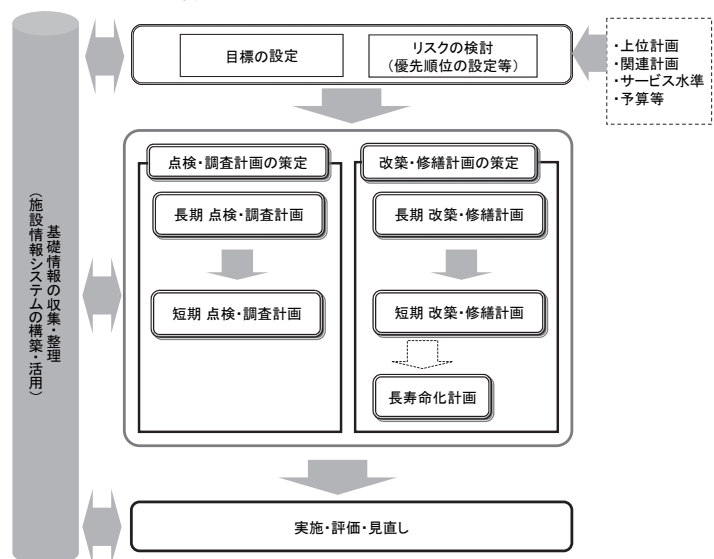 目標の設定
リスクの検討
(優先順位の設定等)
・上位計画
・関連計画
・サービス水準
・予算等
基礎情報の収集・整理
(施設情報システムの構築・活用)
点検・調査計画の策定
長期 点検・調査計画
短期 点検・調査計画
改築・修繕計画の策定
長期 改築・修繕計画
短期 改築・修繕計画
長寿命化計画
実施・評価・見直し